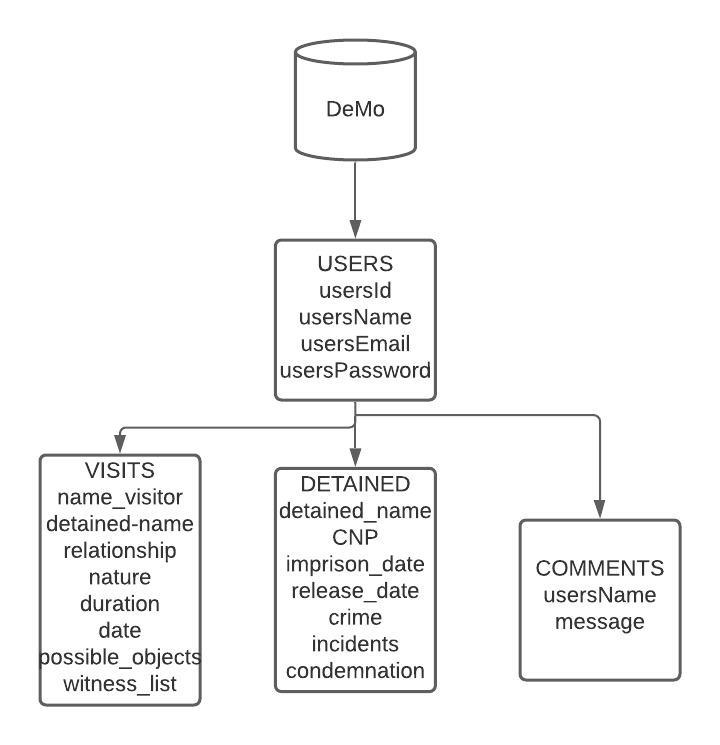 DeMo
USERS
usersId
usersName
usersEmail
usersPassword
VISITS
name_visitor
detained-name
relationship
nature
duration
date
possible_objects
witness_list
DETAINED
detained_name
CNP
imprison_date
release_date
crime
incidents
condemnation
COMMENTS
usersName
message